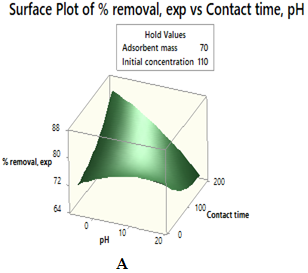 Surface Plot of % removal, exp vs Contact time, pH
Hold Values
Adsorbent mass 70
Initial concentration 110
88
80
% removal, exp
72
64
200
100
Contact time
0
0
10
20
pH
A